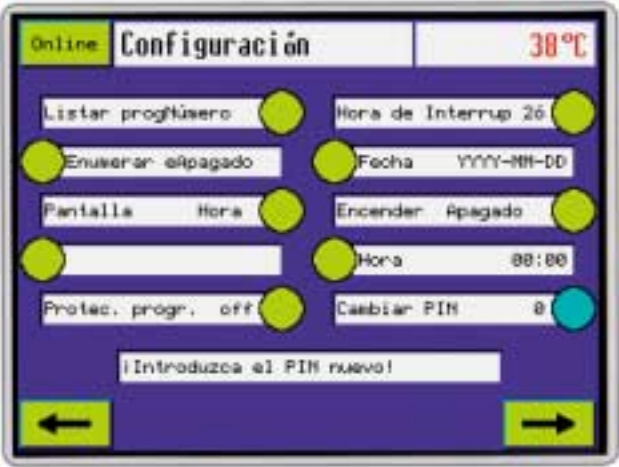 Online
Configuración
38°C
Listar progNúmero
Hora de Interrup 26
Enumerar eApagado
Fecha YYYY-MM-DD
Pantalla Hora
Encender Apagado
Hora 00:00
Protec. progr. off
Cambiar PIN 0
¡Introduzca el PIN nuevo!